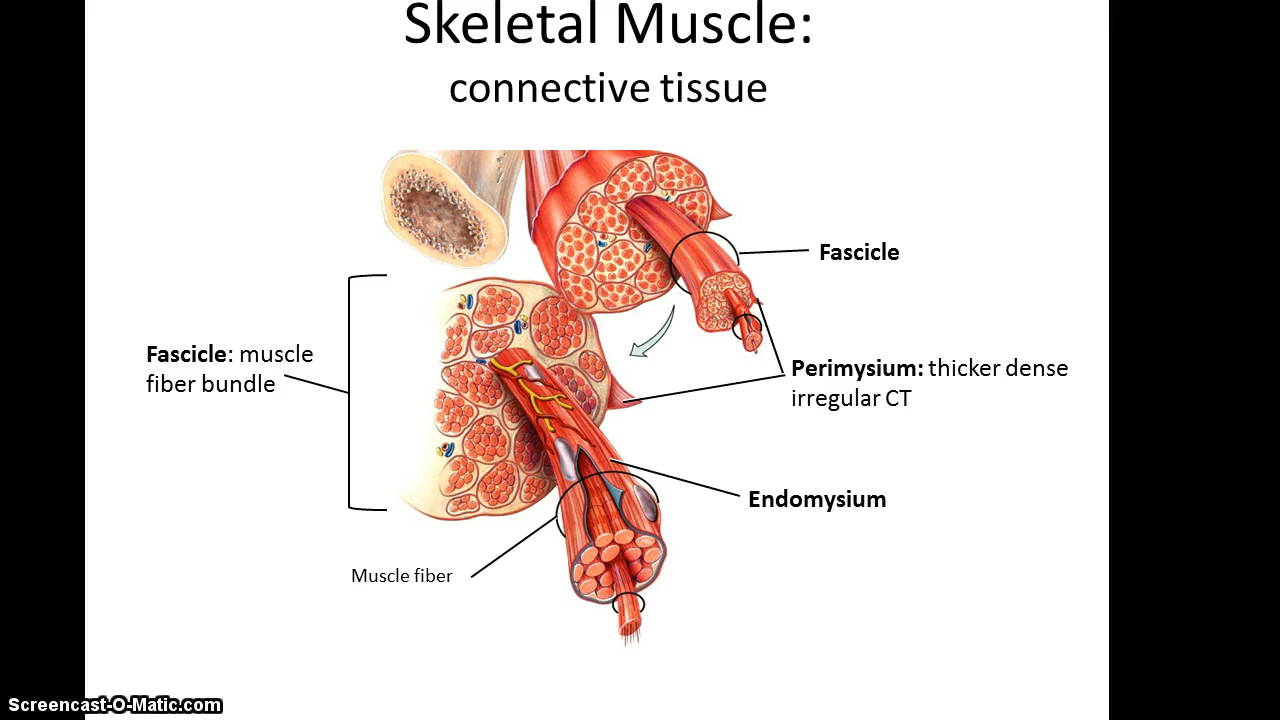 Skeletal Muscle:
connective tissue
Fascicle
Fascicle: muscle
fiber bundle
Perimysium: thicker dense
irregular CT
Endomysium
Muscle fiber
Screencast-O-Matic.com